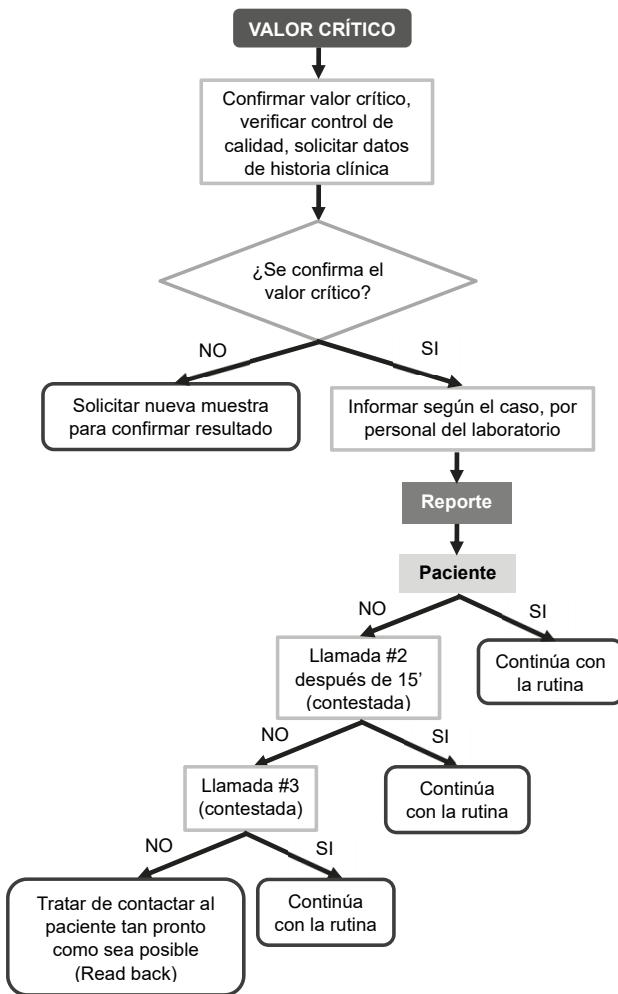 VALOR CRÍTICO
Confirmar valor crítico,
verificar control de
calidad, solicitar datos
de historia clínica
¿Se confirma el
valor crítico?
NO
SI
Solicitar nueva muestra
para confirmar resultado
Informar según el caso, por
personal del laboratorio
Reporte
Paciente
NO
SI
Llamada #2
después de 15’
(contestada)
Continúa con
la rutina
NO
SI
Llamada #3
(contestada)
Continúa
con la rutina
NO
SI
Tratar de contactar al
paciente tan pronto
como sea posible
(Read back)
Continúa
con la rutina